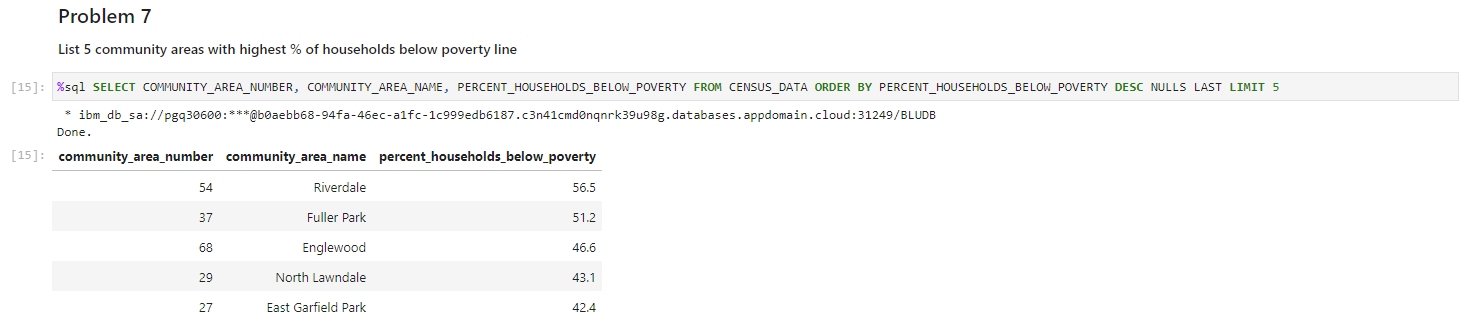 Problem 7
List 5 community areas with highest % of households below poverty line
[15]: %sql SELECT COMMUNITY_AREA_NUMBER, COMMUNITY_AREA_NAME, PERCENT_HOUSEHOLDS_BELOW_POVERTY FROM CENSUS_DATA ORDER BY PERCENT_HOUSEHOLDS_BELOW_POVERTY DESC NULLS LAST LIMIT 5
* ibm_db_sa://pgq30600:***@b0aebb68-94fa-46ec-a1fc-1c999edb6187.c3n41cmd0nqnrk39u98g.databases.appdomain.cloud:31249/BLUDB
Done.
[15]: community_area_number community_area_name percent_households_below_poverty
54 Riverdale 56.5
37 Fuller Park 51.2
68 Englewood 46.6
29 North Lawndale 43.1
27 East Garfield Park 42.4